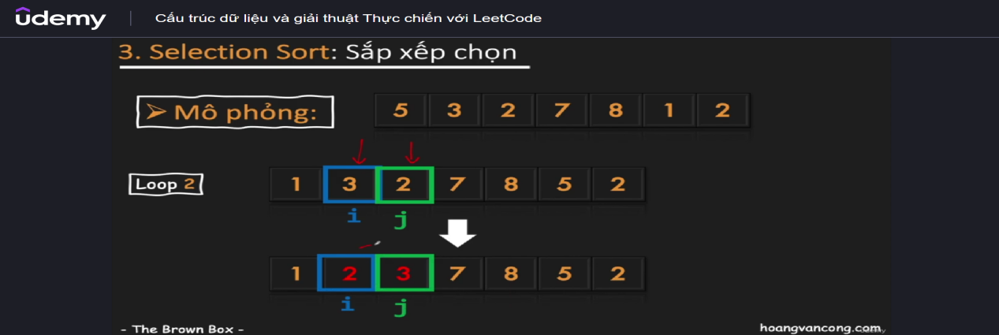 udemy Cấu trúc dữ liệu và giải thuật Thực chiến với LeetCode
3. Selection Sort: Sắp xếp chọn
➢ Mô phỏng: 5 3 2 7 8 1 2
Loop 2 1 3 2 7 8 5 2
i j
1 2 3 7 8 5 2
i j
- The Brown Box - hoangvancong.com
udemy